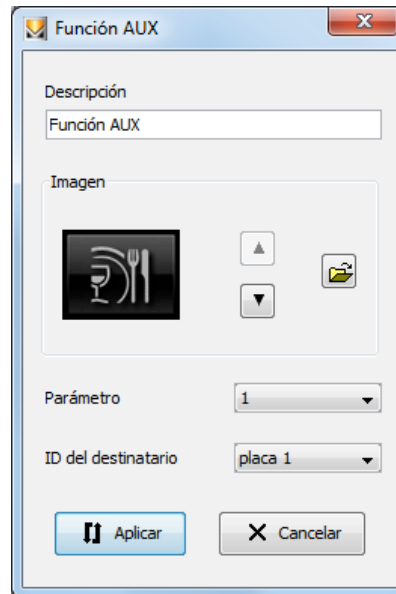 Función AUX
Descripción
Función AUX
Imagen
Parámetro
1
ID del destinatario
placa 1
Aplicar
Cancelar